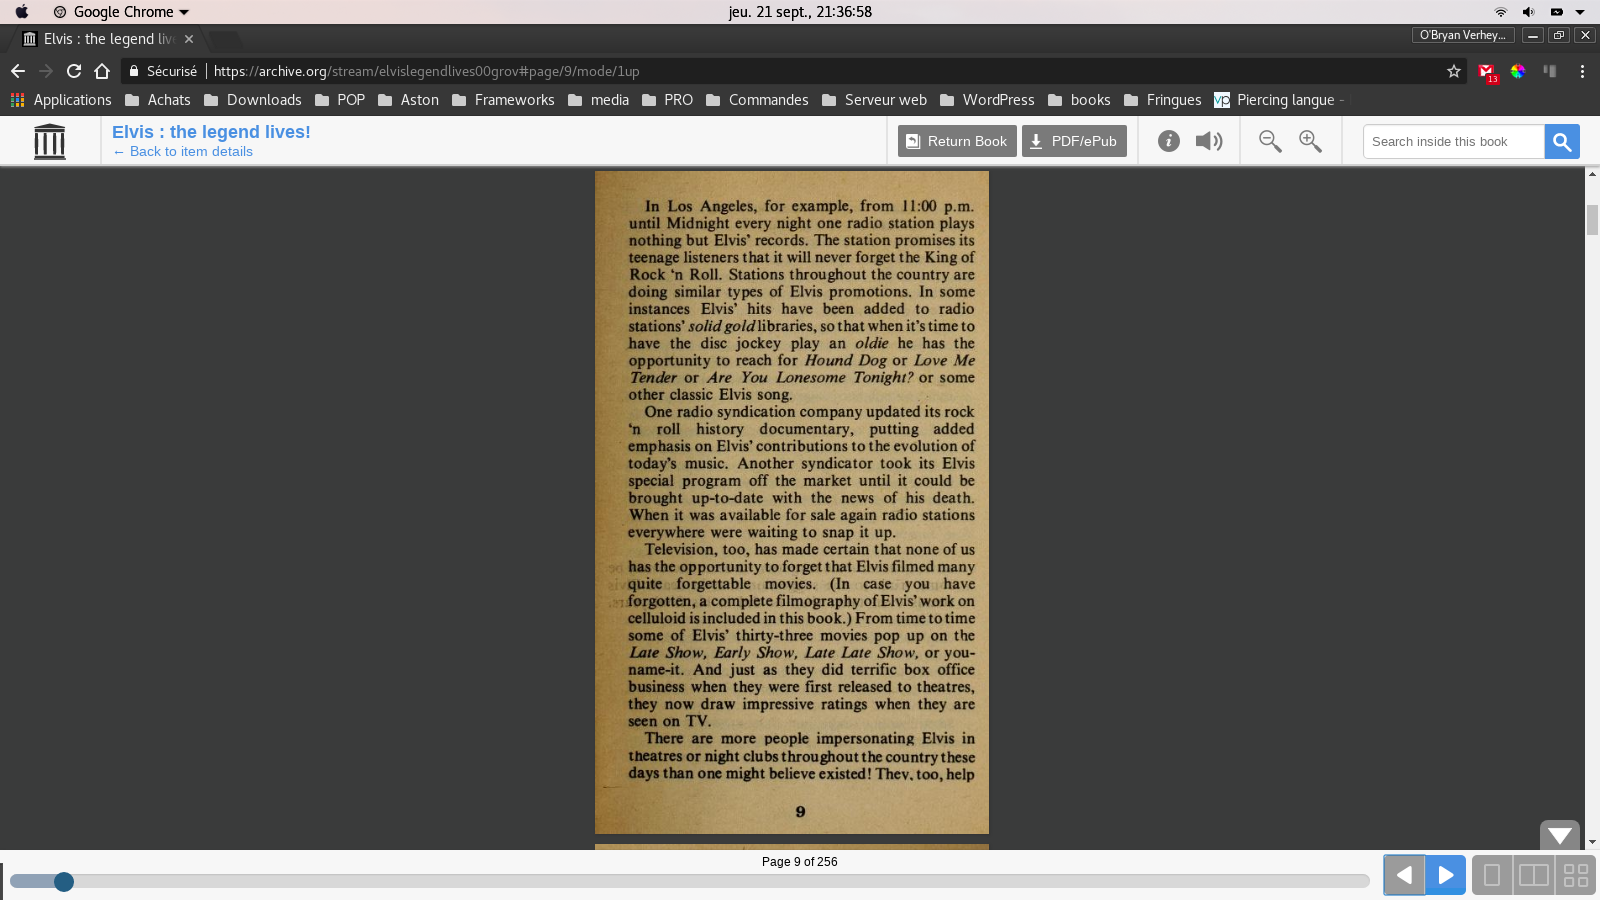 Google Chrome
jeu. 21 sept., 21:36:58
Elvis : the legend live
O'Bryan Verhey...
Sécurisé
https://archive.org/stream/elvislegendlives00grov#page/9/mode/1up
13
Applications
Achats
Downloads
POP
Aston
Frameworks
media
PRO
Commandes
Serveur web
WordPress
books
Fringues
vp
Piercing langue -
Elvis : the legend lives!
← Back to item details
Return Book
PDF/ePub
Search inside this book
In Los Angeles, for example, from 11:00 p.m.
until Midnight every night one radio station plays
nothing but Elvis' records. The station promises its
teenage listeners that it will never forget the King of
Rock 'n Roll. Stations throughout the country are
doing similar types of Elvis promotions. In some
instances Elvis' hits have been added to radio
stations' solid gold libraries, so that when it's time to
have the disc jockey play an oldie he has the
opportunity to reach for Hound Dog or Love Me
Tender or Are You Lonesome Tonight? or some
other classic Elvis song.
One radio syndication company updated its rock
'n roll history documentary, putting added
emphasis on Elvis' contributions to the evolution of
today's music. Another syndicator took its Elvis
special program off the market until it could be
brought up-to-date with the news of his death.
When it was available for sale again radio stations
everywhere were waiting to snap it up.
Television, too, has made certain that none of us
has the opportunity to forget that Elvis filmed many
quite forgettable movies. (In case you have
forgotten, a complete filmography of Elvis' work on
celluloid is included in this book.) From time to time
some of Elvis' thirty-three movies pop up on the
Late Show, Early Show, Late Late Show, or you-
name-it. And just as they did terrific box office
business when they were first released to theatres,
they now draw impressive ratings when they are
seen on TV.
There are more people impersonating Elvis in
theatres or night clubs throughout the country these
days than one might believe existed! They, too, help
9
Page 9 of 256